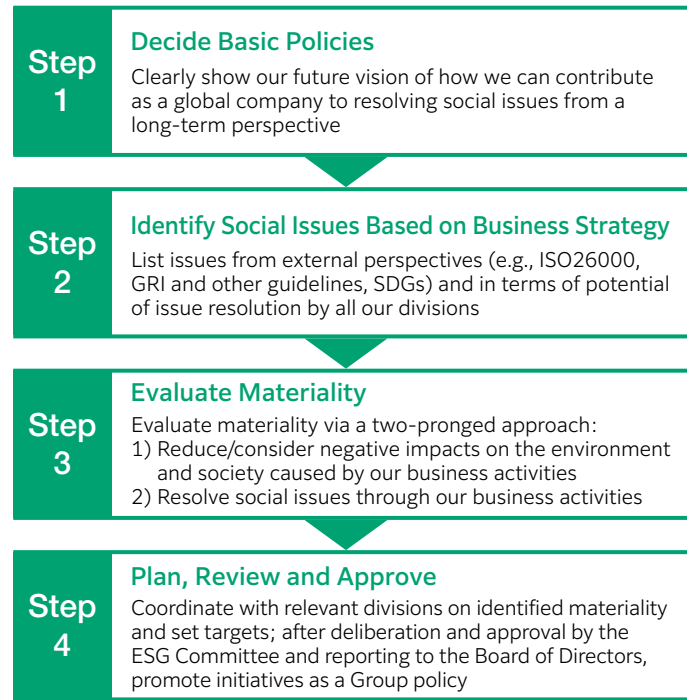 Step
1
Decide Basic Policies
Clearly show our future vision of how we can contribute
as a global company to resolving social issues from a
long-term perspective
Step
2
Identify Social Issues Based on Business Strategy
List issues from external perspectives (e.g., ISO26000,
GRI and other guidelines, SDGs) and in terms of potential
of issue resolution by all our divisions
Step
3
Evaluate Materiality
Evaluate materiality via a two-pronged approach:
1) Reduce/consider negative impacts on the environment
and society caused by our business activities
2) Resolve social issues through our business activities
Step
4
Plan, Review and Approve
Coordinate with relevant divisions on identified materiality
and set targets; after deliberation and approval by the
ESG Committee and reporting to the Board of Directors,
promote initiatives as a Group policy